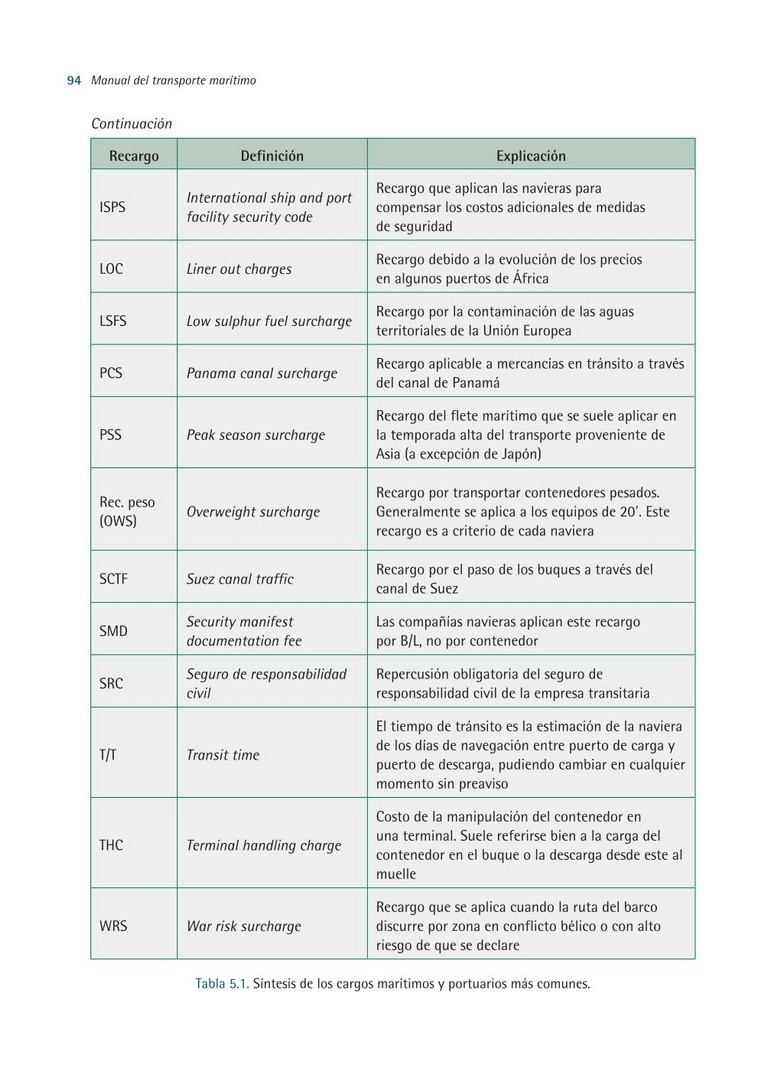 94 Manual del transporte marítimo
Continuación
Recargo Definición Explicación
ISPS
International ship and port
facility security code
Recargo que aplican las navieras para
compensar los costos adicionales de medidas
de seguridad
LOC
Liner out charges
Recargo debido a la evolución de los precios
en algunos puertos de África
LSFS
Low sulphur fuel surcharge
Recargo por la contaminación de las aguas
territoriales de la Unión Europea
PCS
Panama canal surcharge
Recargo aplicable a mercancías en tránsito a través
del canal de Panamá
PSS
Peak season surcharge
Recargo del flete marítimo que se suele aplicar en
la temporada alta del transporte proveniente de
Asia (a excepción de Japón)
Rec. peso
(OWS)
Overweight surcharge
Recargo por transportar contenedores pesados.
Generalmente se aplica a los equipos de 20'. Este
recargo es a criterio de cada naviera
SCTF
Suez canal traffic
Recargo por el paso de los buques a través del
canal de Suez
SMD
Security manifest
documentation fee
Las compañías navieras aplican este recargo
por B/L, no por contenedor
SRC
Seguro de responsabilidad
civil
Repercusión obligatoria del seguro de
responsabilidad civil de la empresa transitaria
T/T
Transit time
El tiempo de tránsito es la estimación de la naviera
de los días de navegación entre puerto de carga y
puerto de descarga, pudiendo cambiar en cualquier
momento sin preaviso
THC
Terminal handling charge
Costo de la manipulación del contenedor en
una terminal. Suele referirse bien a la carga del
contenedor en el buque o la descarga desde este al
muelle
WRS
War risk surcharge
Recargo que se aplica cuando la ruta del barco
discurre por zona en conflicto bélico o con alto
riesgo de que se declare
Tabla 5.1. Síntesis de los cargos marítimos y portuarios más comunes.